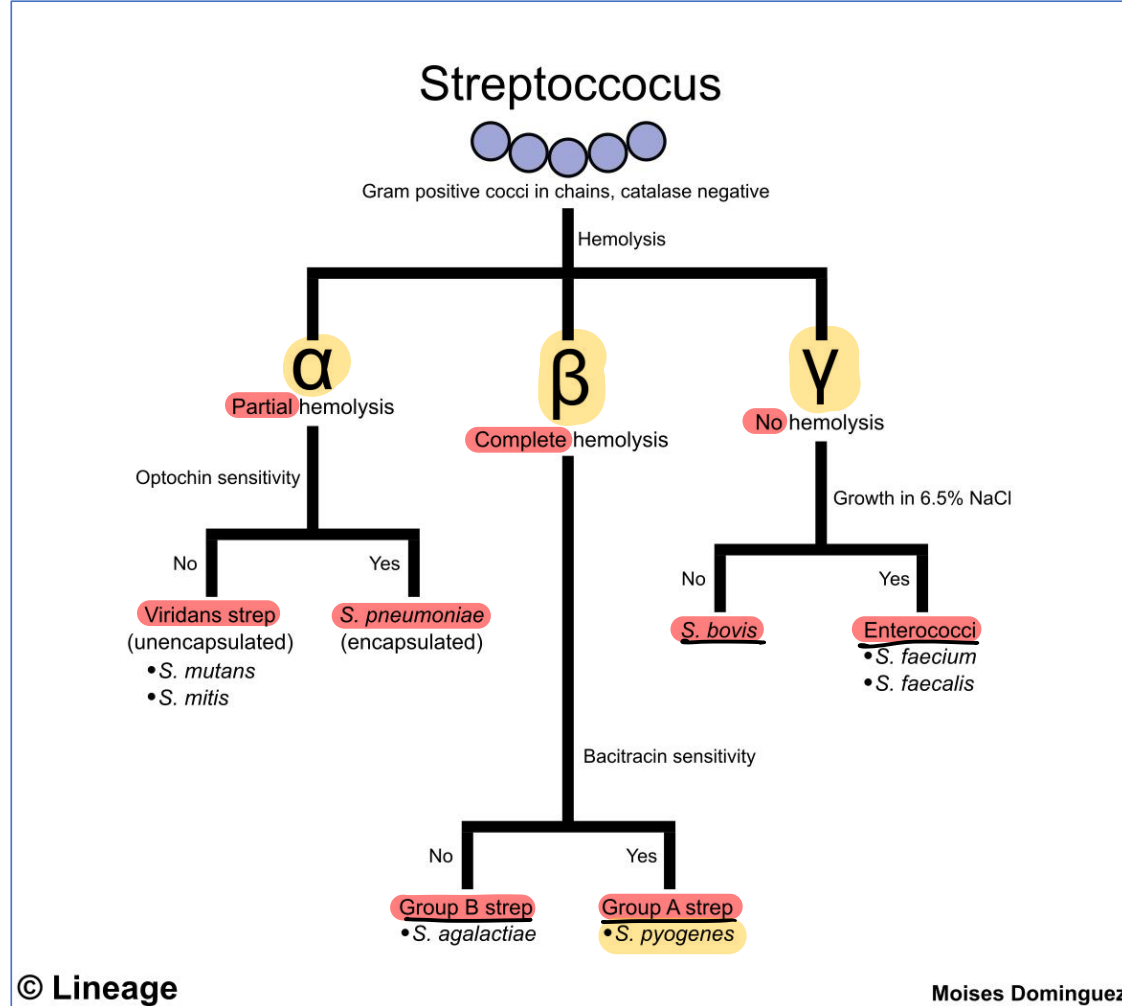 Streptoccocus
Gram positive cocci in chains, catalase negative
Hemolysis
α
Partial hemolysis
β
Complete hemolysis
γ
No hemolysis
Optochin sensitivity
Growth in 6.5% NaCl
No
Yes
No
Yes
Viridans strep
(unencapsulated)
• S. mutans
• S. mitis
S. pneumoniae
(encapsulated)
S. bovis
Enterococci
• S. faecium
• S. faecalis
Bacitracin sensitivity
No
Yes
Group B strep
• S. agalactiae
Group A strep
• S. pyogenes
© Lineage
Moises Dominguez